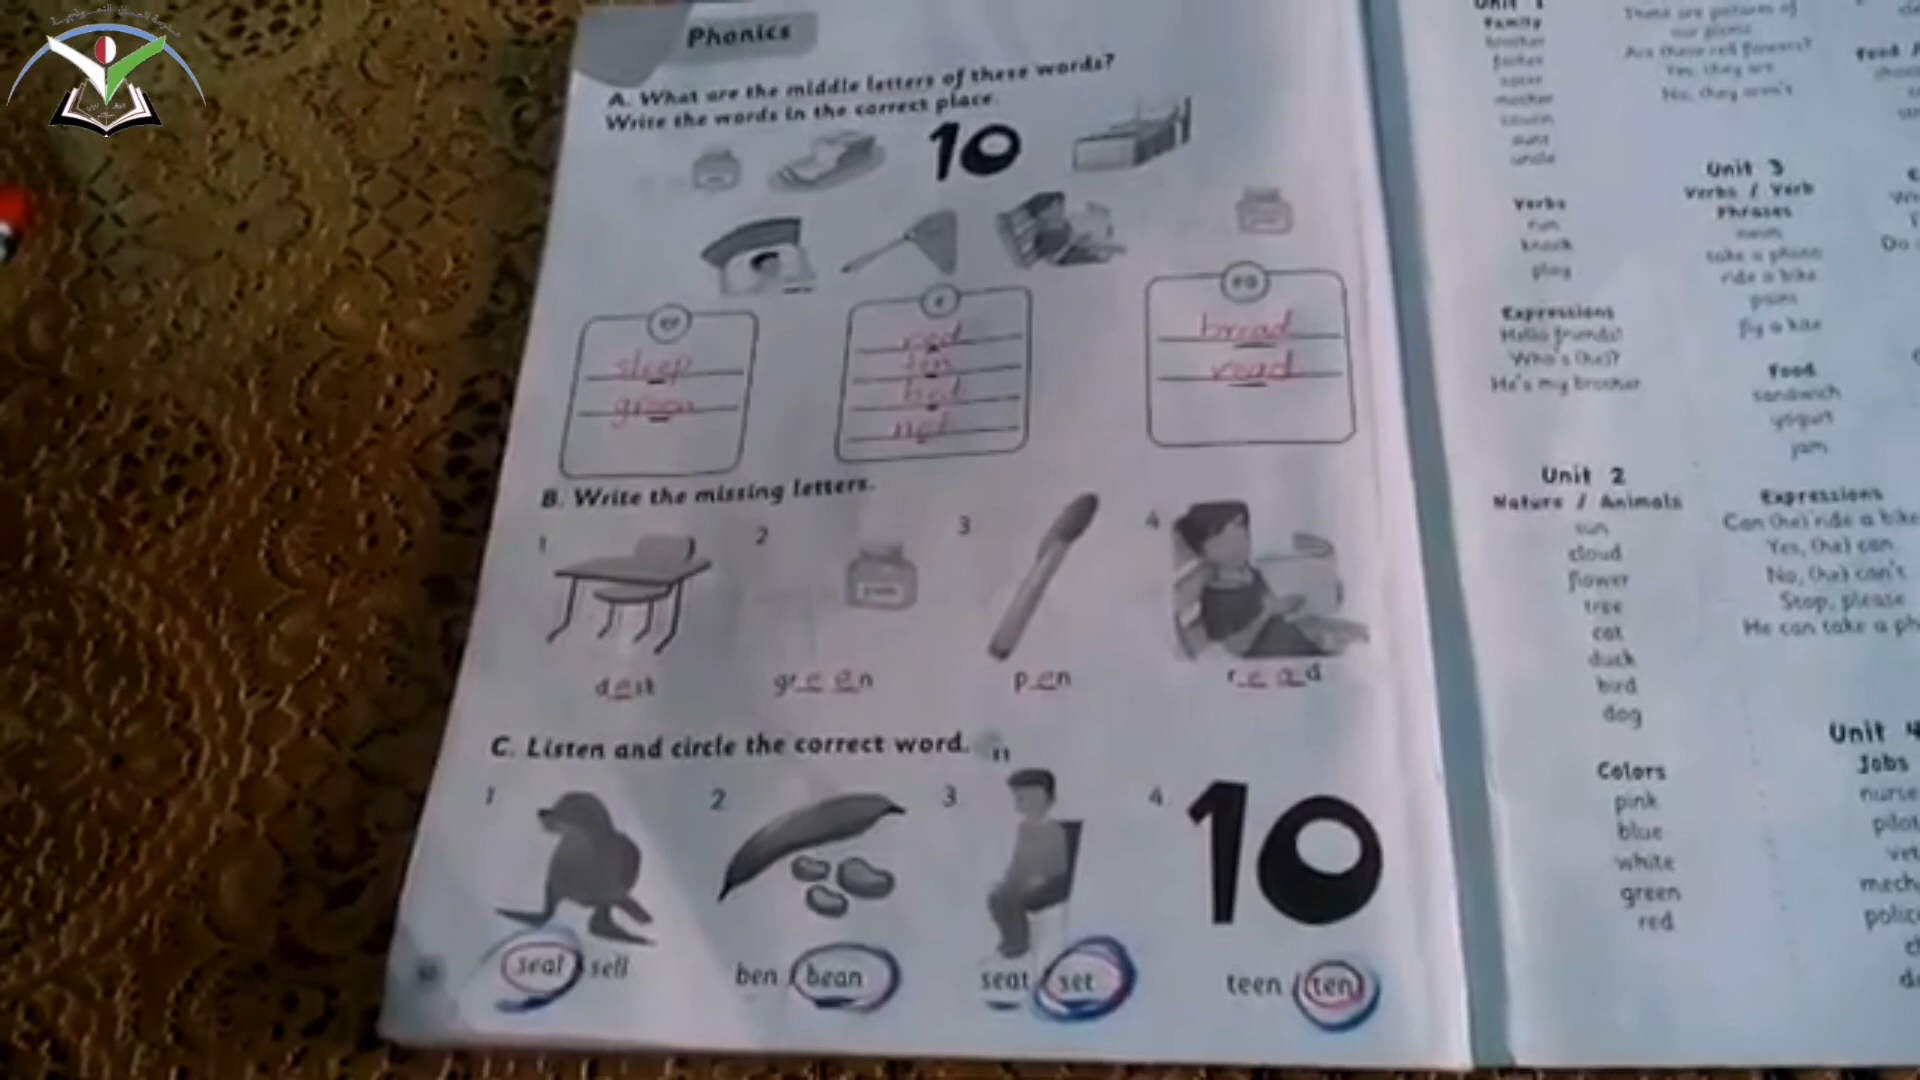 Phonics
A. What are the middle letters of these words?
Write the words in the correct place.
10
ee
sleep
green
e
red
ten
bed
net
ea
bread
read
B. Write the missing letters.
1
desk
2
green
3
pen
4
read
C. Listen and circle the correct word.
1
seal / sell
2
ben / bean
3
seat / set
4
10
teen / ten
Unit 1
Family
brother
father
sister
mother
cousin
aunt
uncle
Verbs
run
knock
play
Expressions
Hello friends!
Who's (he)?
He's my brother
Unit 2
Nature / Animals
sun
cloud
flower
tree
cat
duck
bird
dog
Colors
pink
blue
white
green
red
These are pictures of
our picnic
Are these red flowers?
Yes, they are
No, they aren't
Unit 3
Verbs / Verb
Phrases
swim
take a photo
ride a bike
paint
fly a kite
Food
sandwich
yogurt
jam
Expressions
Can (he) ride a bike
Yes, (he) can
No, (he) can't
Stop, please
He can take a ph
Unit 4
Jobs
nurse
pilot
vet
mech
polic